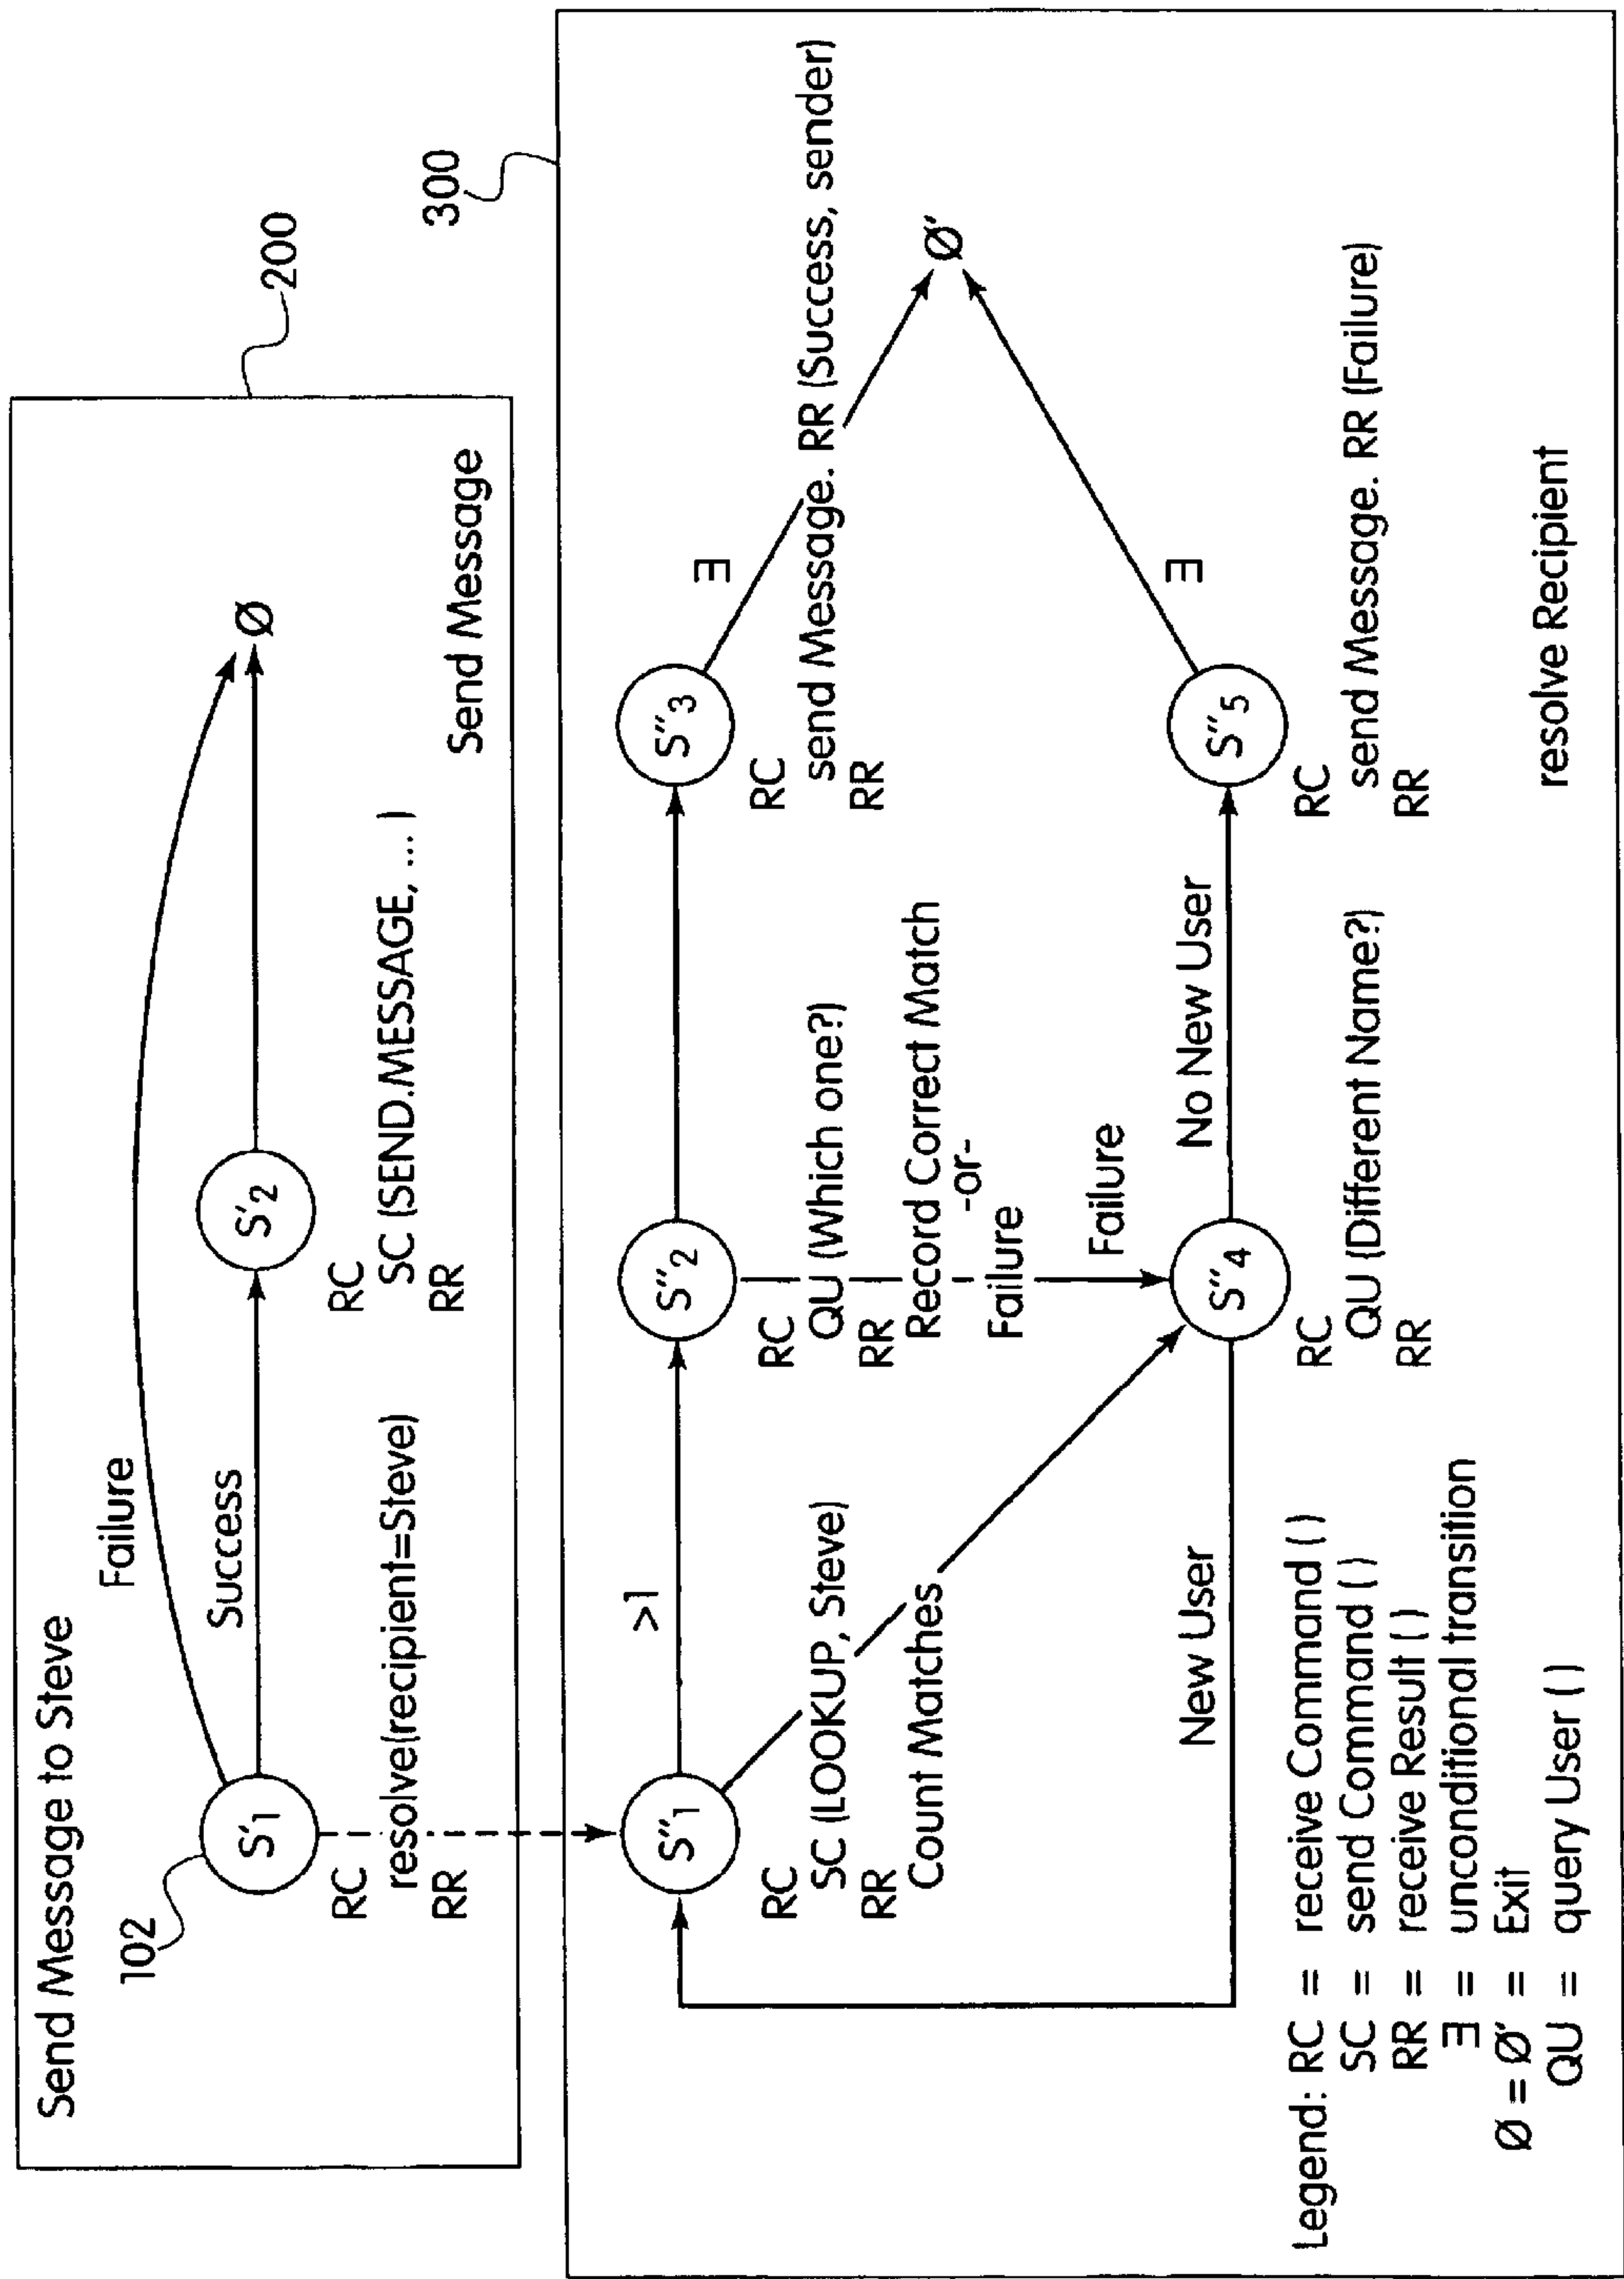 Send Message to Steve
102
Failure
Success
S'1
S'2
Ø
RC
resolve(recipient=Steve)
RR
RC
SC (SEND.MESSAGE, ... )
RR
Send Message
200
300
>1
S"1
S"2
S"3
E
RC
SC (LOOKUP, Steve)
RR
Count Matches
RC
QU (Which one?)
RR
Record Correct Match
-or-
Failure
Failure
RC
send Message. RR (Success, sender)
RR
Ø'
New User
S"4
No New User
S"5
E
RC
QU (Different Name?)
RR
RC
send Message. RR (Failure)
RR
resolve Recipient
Legend: RC = receive Command ( )
SC = send Command ( )
RR = receive Result ( )
∃ = unconditional transition
Ø = Ø' = Exit
QU = query User ( )